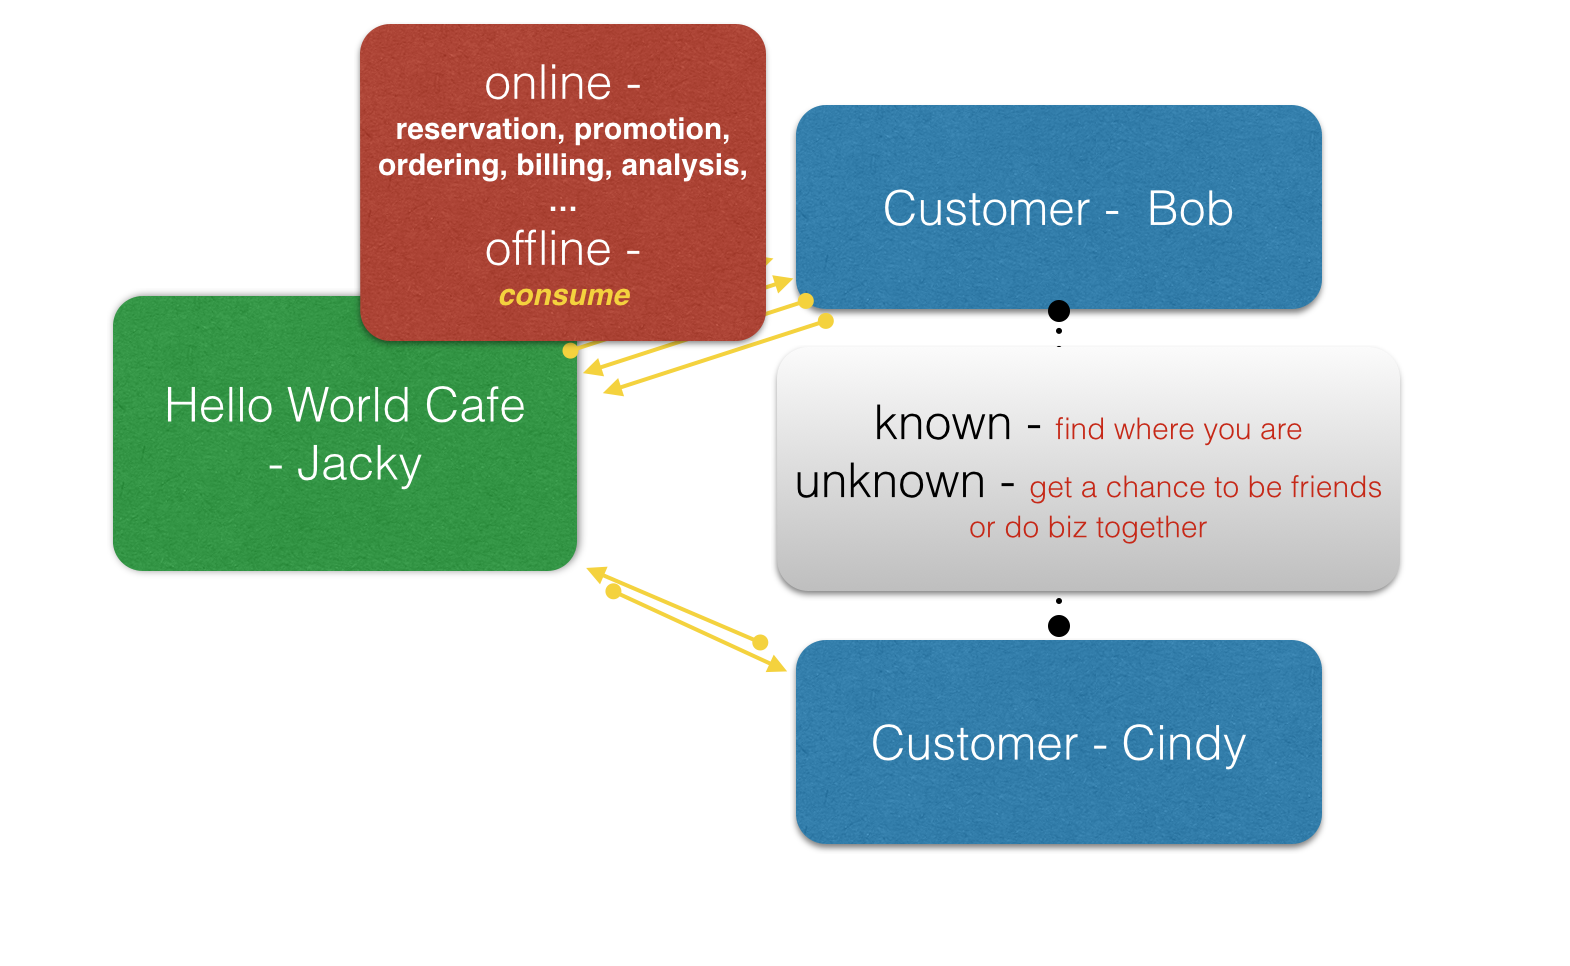 online -
reservation, promotion,
ordering, billing, analysis,
...
offline -
consume
Customer -  Bob
Hello World Cafe
- Jacky
known - find where you are
unknown - get a chance to be friends
or do biz together
Customer - Cindy